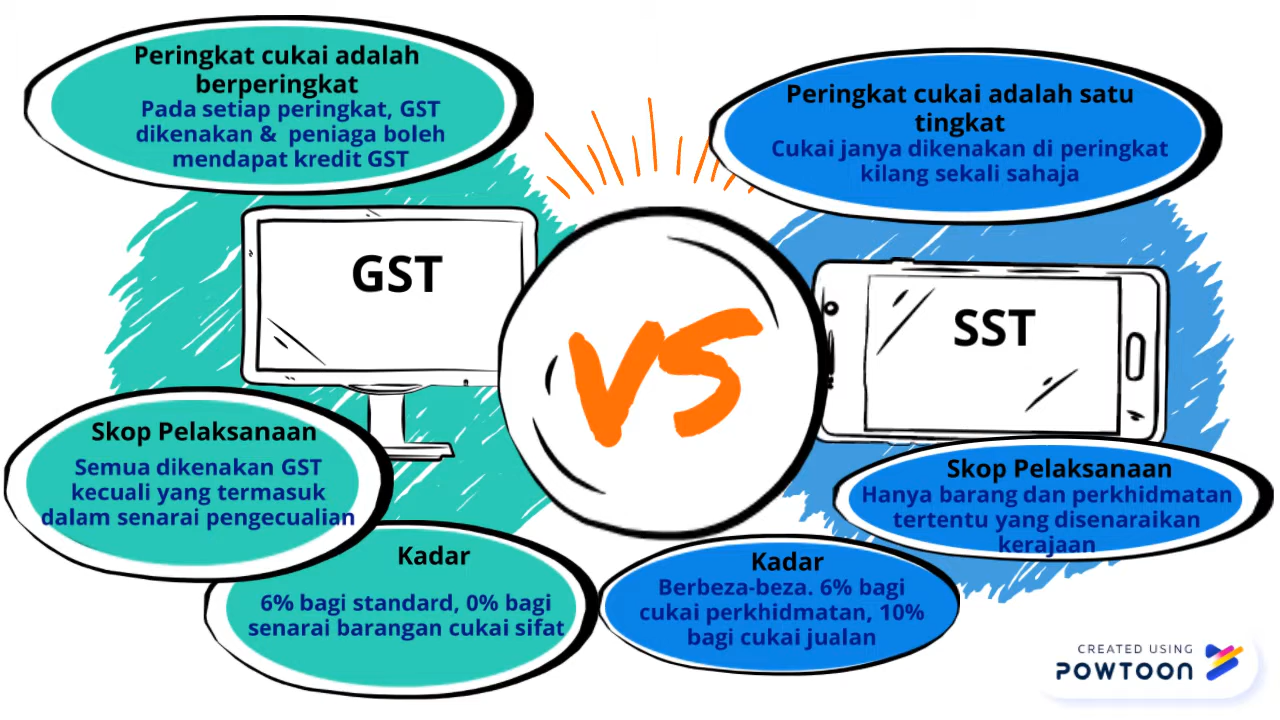 Peringkat cukai adalah
berperingkat
Pada setiap peringkat, GST
dikenakan & peniaga boleh
mendapat kredit GST
Peringkat cukai adalah satu
tingkat
Cukai janya dikenakan di peringkat
kilang sekali sahaja
GST
VS
SST
Skop Pelaksanaan
Semua dikenakan GST
kecuali yang termasuk
dalam senarai pengecualian
Skop Pelaksanaan
Hanya barang dan perkhidmatan
tertentu yang disenaraikan
kerajaan
Kadar
6% bagi standard, 0% bagi
senarai barangan cukai sifat
Kadar
Berbeza-beza. 6% bagi
cukai perkhidmatan, 10%
bagi cukai jualan
CREATED USING
POWTOON